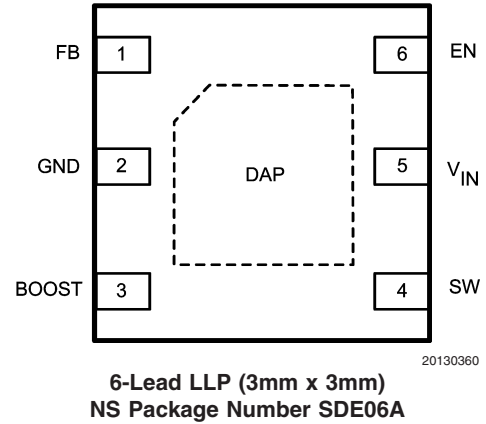 FB 1 6 EN
GND 2 DAP 5 VIN
BOOST 3 4 SW
20130360
6-Lead LLP (3mm x 3mm)
NS Package Number SDE06A